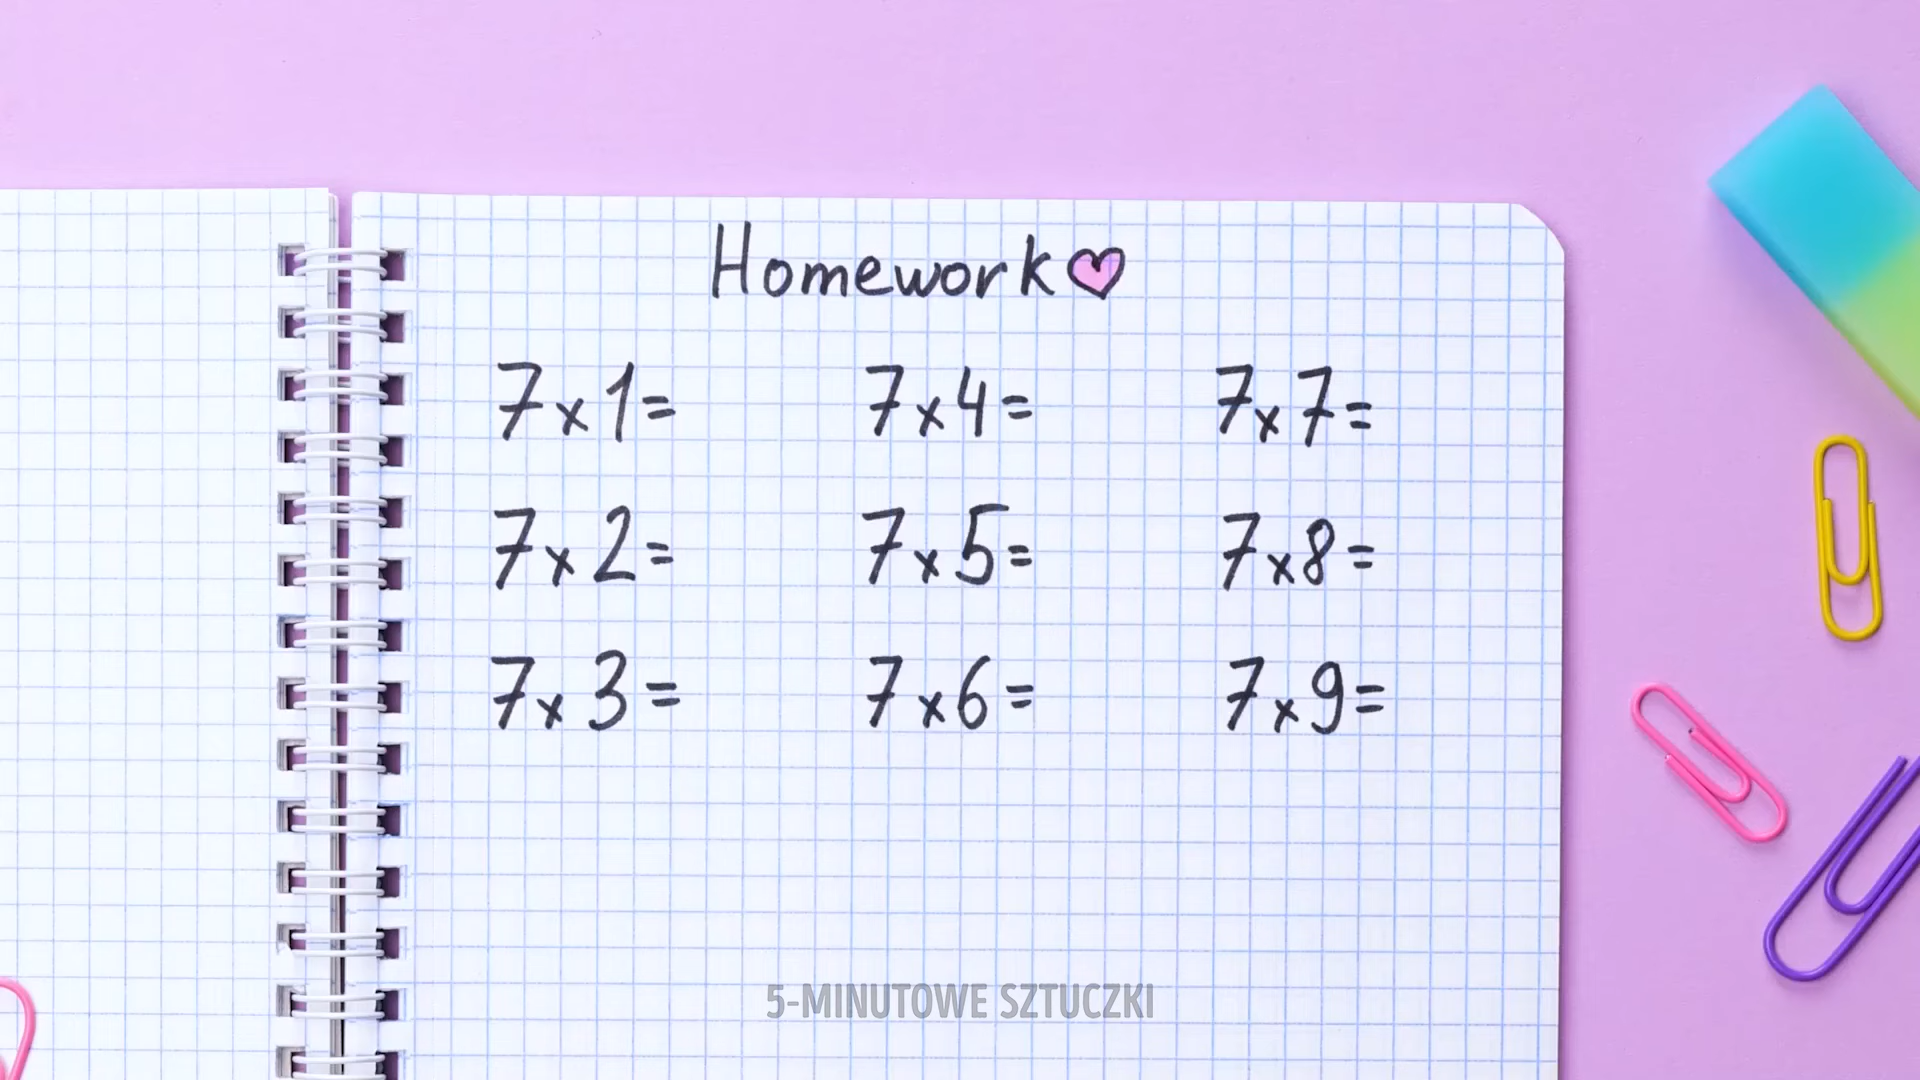 Homework
7x1= 7x4= 7x7=
7x2= 7x5= 7x8=
7x3= 7x6= 7x9=
5-MINUTOWE SZTUCZKI